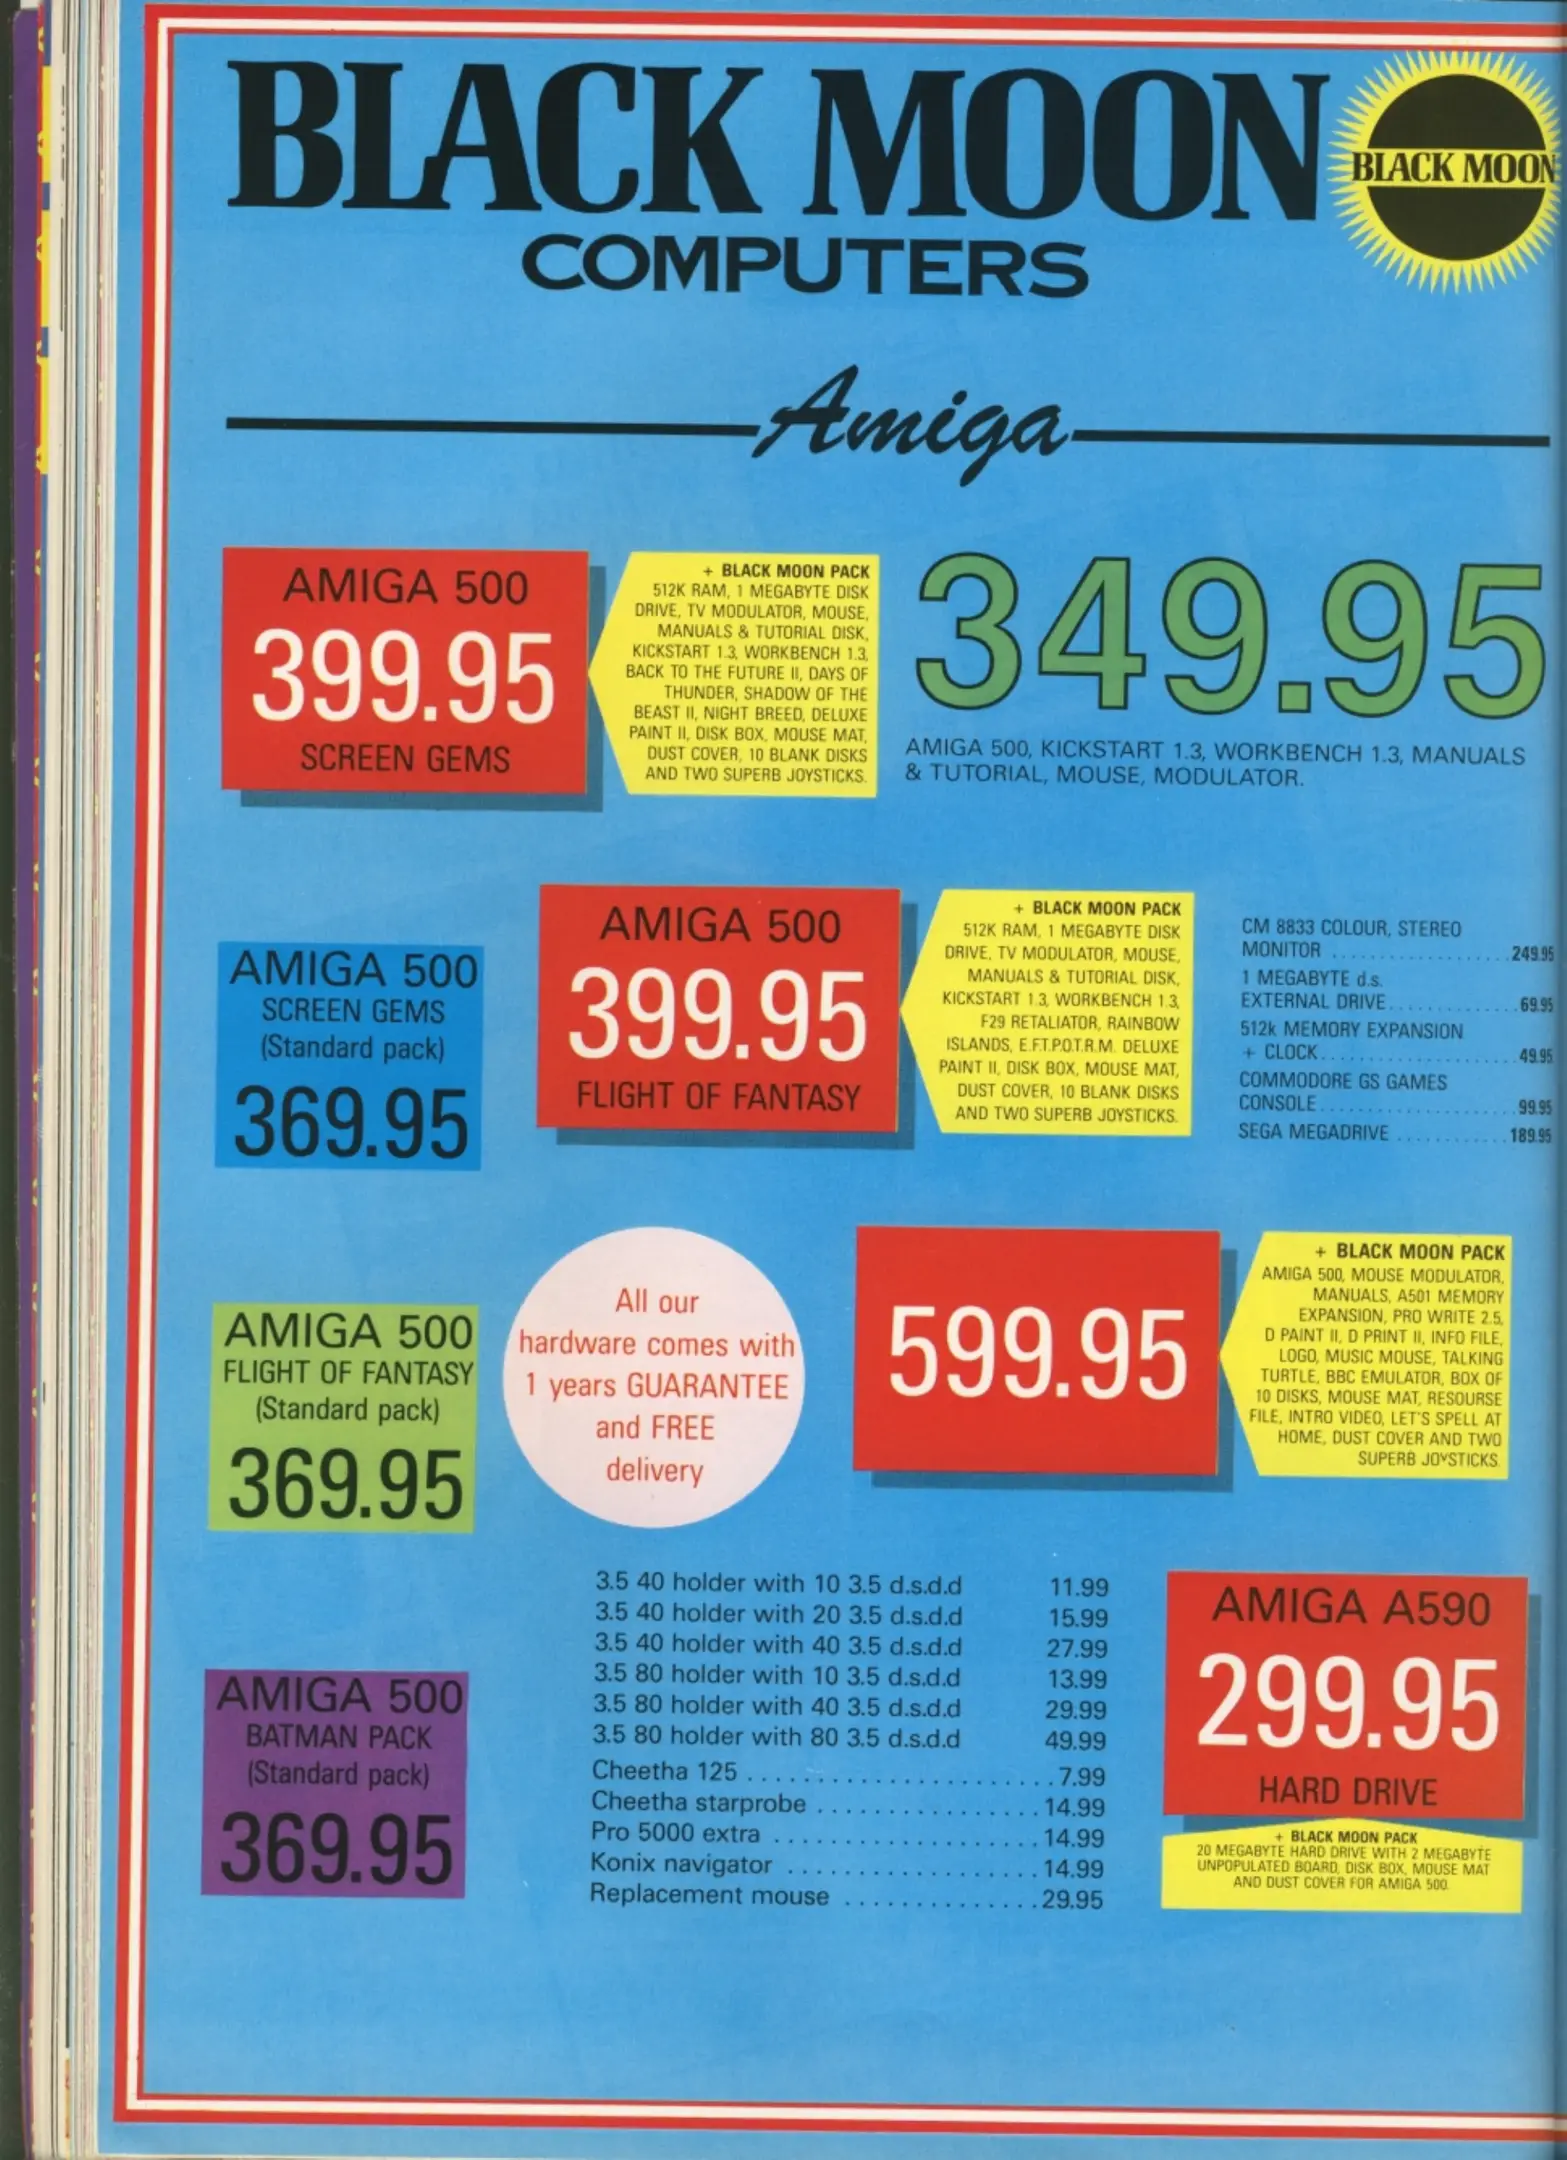 BLACK MOON
COMPUTERS
BLACK MOON
Amiga
AMIGA 500
399.95
SCREEN GEMS
+ BLACK MOON PACK
512K RAM, 1 MEGABYTE DISK
DRIVE, TV MODULATOR, MOUSE,
MANUALS & TUTORIAL DISK,
KICKSTART 1.3, WORKBENCH 1.3,
BACK TO THE FUTURE II, DAYS OF
THUNDER, SHADOW OF THE
BEAST II, NIGHT BREED, DELUXE
PAINT II, DISK BOX, MOUSE MAT,
DUST COVER, 10 BLANK DISKS
AND TWO SUPERB JOYSTICKS.
349.95
AMIGA 500, KICKSTART 1.3, WORKBENCH 1.3, MANUALS
& TUTORIAL, MOUSE, MODULATOR.
AMIGA 500
SCREEN GEMS
(Standard pack)
369.95
AMIGA 500
399.95
FLIGHT OF FANTASY
+ BLACK MOON PACK
512K RAM, 1 MEGABYTE DISK
DRIVE, TV MODULATOR, MOUSE,
MANUALS & TUTORIAL DISK,
KICKSTART 1.3, WORKBENCH 1.3,
F29 RETALIATOR, RAINBOW
ISLANDS, E.F.T.P.O.T.R.M. DELUXE
PAINT II, DISK BOX, MOUSE MAT,
DUST COVER, 10 BLANK DISKS
AND TWO SUPERB JOYSTICKS.
CM 8833 COLOUR, STEREO
MONITOR ................... 249.95
1 MEGABYTE d.s.
EXTERNAL DRIVE.............. 69.95
512k MEMORY EXPANSION
+ CLOCK..................... 49.95
COMMODORE GS GAMES
CONSOLE..................... 99.95
SEGA MEGADRIVE ............ 189.95
AMIGA 500
FLIGHT OF FANTASY
(Standard pack)
369.95
All our
hardware comes with
1 years GUARANTEE
and FREE
delivery
599.95
+ BLACK MOON PACK
AMIGA 500, MOUSE MODULATOR,
MANUALS, A501 MEMORY
EXPANSION, PRO WRITE 2.5,
D PAINT II, D PRINT II, INFO FILE,
LOGO, MUSIC MOUSE, TALKING
TURTLE, BBC EMULATOR, BOX OF
10 DISKS, MOUSE MAT, RESOURSE
FILE, INTRO VIDEO, LET'S SPELL AT
HOME, DUST COVER AND TWO
SUPERB JOYSTICKS.
AMIGA 500
BATMAN PACK
(Standard pack)
369.95
3.5 40 holder with 10 3.5 d.s.d.d 11.99
3.5 40 holder with 20 3.5 d.s.d.d 15.99
3.5 40 holder with 40 3.5 d.s.d.d 27.99
3.5 80 holder with 10 3.5 d.s.d.d 13.99
3.5 80 holder with 40 3.5 d.s.d.d 29.99
3.5 80 holder with 80 3.5 d.s.d.d 49.99
Cheetha 125 ....................... 7.99
Cheetha starprobe ................. 14.99
Pro 5000 extra .................... 14.99
Konix navigator ................... 14.99
Replacement mouse .............. 29.95
AMIGA A590
299.95
HARD DRIVE
+ BLACK MOON PACK
20 MEGABYTE HARD DRIVE WITH 2 MEGABYTE
UNPOPULATED BOARD, DISK BOX, MOUSE MAT
AND DUST COVER FOR AMIGA 500.